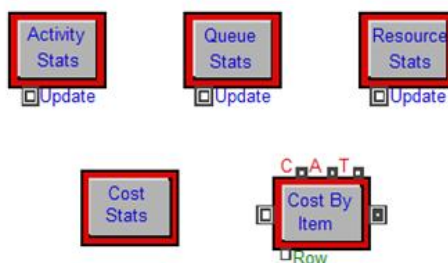 Activity
Stats
Update
Queue
Stats
Update
Resource
Stats
Update
Cost
Stats
C A T
Cost By
Item
Row